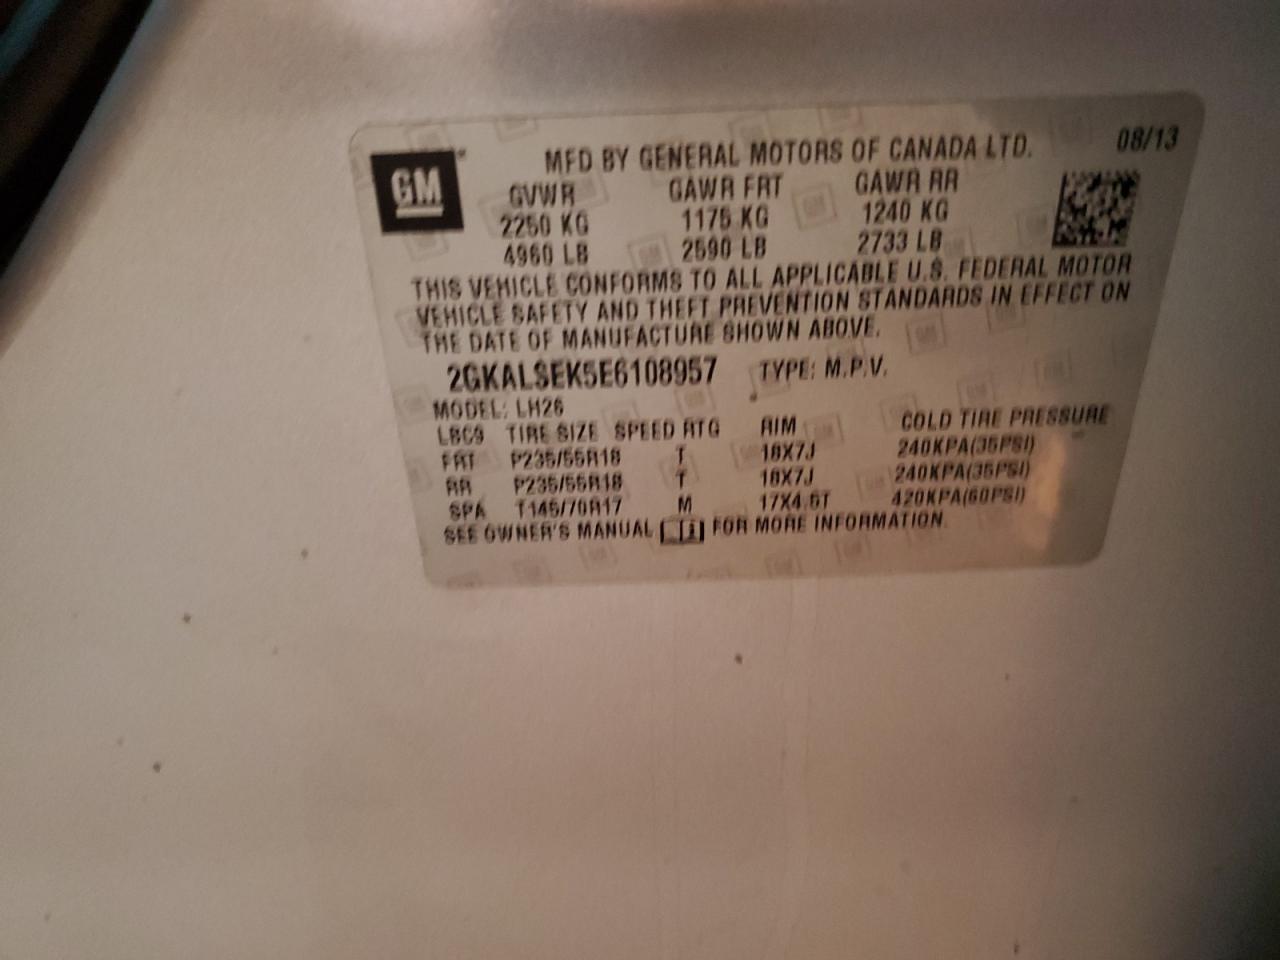 08/13
GM
MFD BY GENERAL MOTORS OF CANADA LTD.
GVWR GAWR FRT GAWR RR
2250 KG 1175 KG 1240 KG
4960 LB 2590 LB 2733 LB
THIS VEHICLE CONFORMS TO ALL APPLICABLE U.S. FEDERAL MOTOR
VEHICLE SAFETY AND THEFT PREVENTION STANDARDS IN EFFECT ON
THE DATE OF MANUFACTURE SHOWN ABOVE.
2GKALSEK5E6108957 TYPE: M.P.V.
MODEL: LH26
TIRE SIZE SPEED RTG RIM COLD TIRE PRESSURE
FRT P235/55R18 T 18X7J 240KPA(35PSI)
RR P235/55R18 T 18X7J 240KPA(35PSI)
SPA T145/70R17 M 17X4.5T 420KPA(60PSI)
SEE OWNER'S MANUAL FOR MORE INFORMATION.